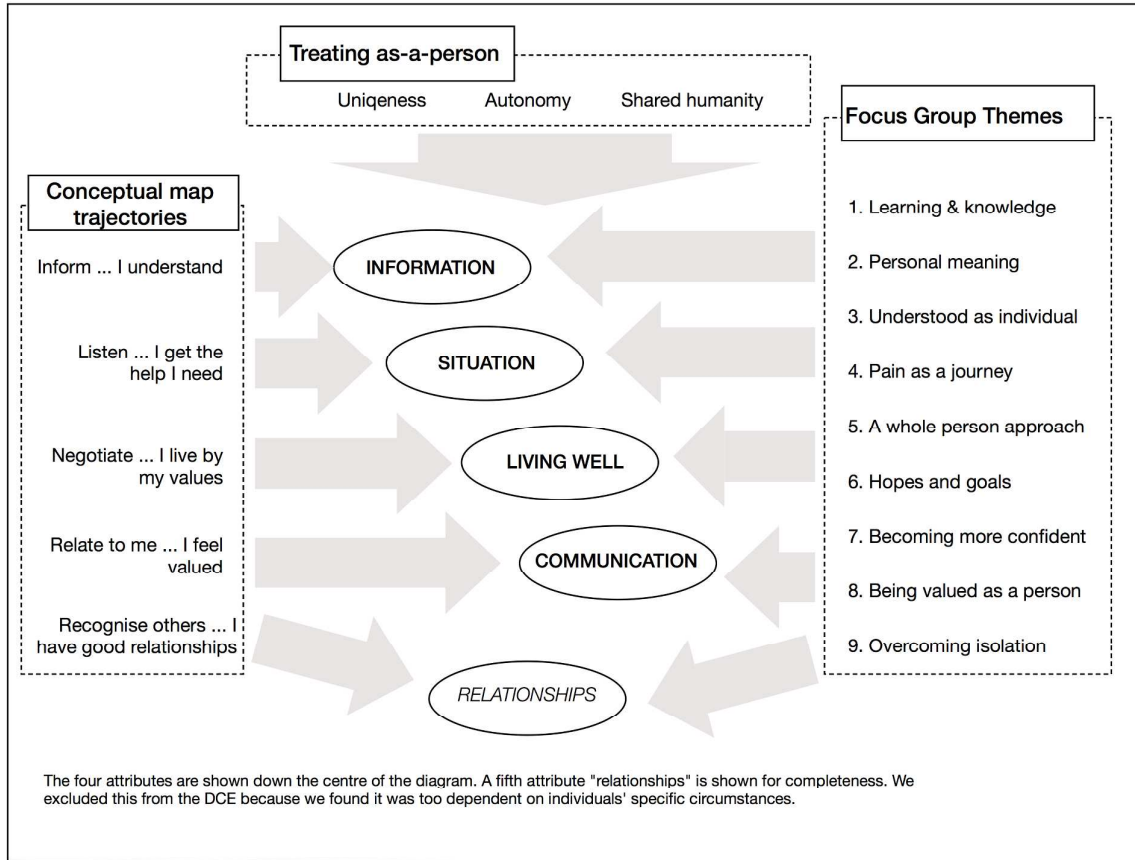 Treating as-a-person
Uniqeness Autonomy Shared humanity
Conceptual map
trajectories
Inform ... I understand
Listen ... I get the
help I need
Negotiate ... I live by
my values
Relate to me ... I feel
valued
Recognise others ... I
have good relationships
INFORMATION
SITUATION
LIVING WELL
COMMUNICATION
RELATIONSHIPS
Focus Group Themes
1. Learning & knowledge
2. Personal meaning
3. Understood as individual
4. Pain as a journey
5. A whole person approach
6. Hopes and goals
7. Becoming more confident
8. Being valued as a person
9. Overcoming isolation
The four attributes are shown down the centre of the diagram. A fifth attribute "relationships" is shown for completeness. We
excluded this from the DCE because we found it was too dependent on individuals' specific circumstances.